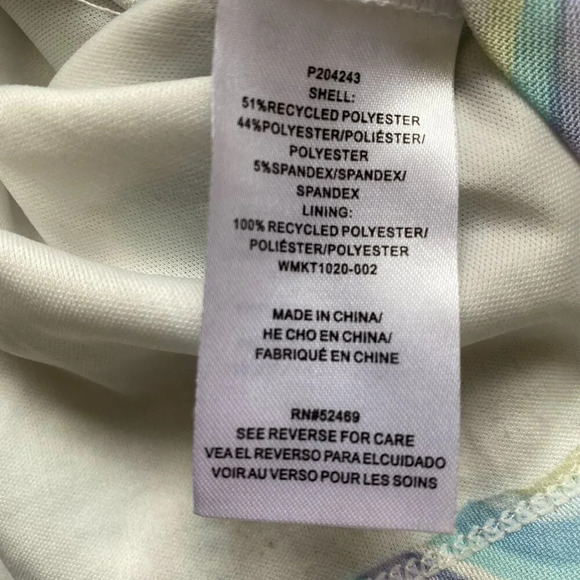 P204243
SHELL:
51%RECYCLED POLYESTER
44%POLYESTER/POLIÉSTER/
POLYESTER
5%SPANDEX/SPANDEX/
SPANDEX
LINING:
100% RECYCLED POLYESTER/
POLIÉSTER/POLYESTER
WMKT1020-002
MADE IN CHINA/
HE CHO EN CHINA/
FABRIQUÉ EN CHINE
RN#52469
SEE REVERSE FOR CARE
VEA EL REVERSO PARA ELCUIDADO
VOIR AU VERSO POUR LES SOINS